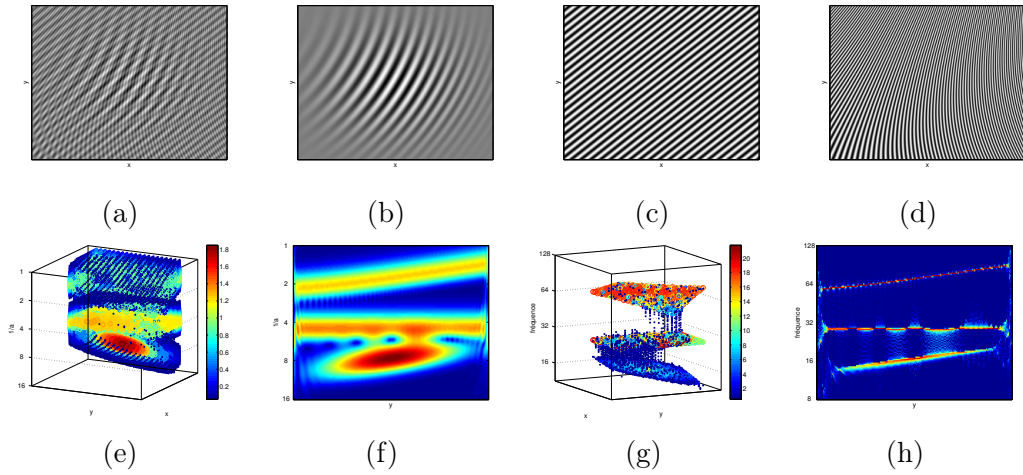 y
x
y
x
y
x
y
x
(a)
(b)
(c)
(d)
1
2
4
8
16
1/a
y
x
1.8
1.6
1.4
1.2
1
0.8
0.6
0.4
0.2
1
2
4
8
16
1/a
y
128
64
32
16
fréquence
x
y
20
18
16
14
12
10
8
6
4
2
128
64
32
16
8
fréquence
y
(e)
(f)
(g)
(h)